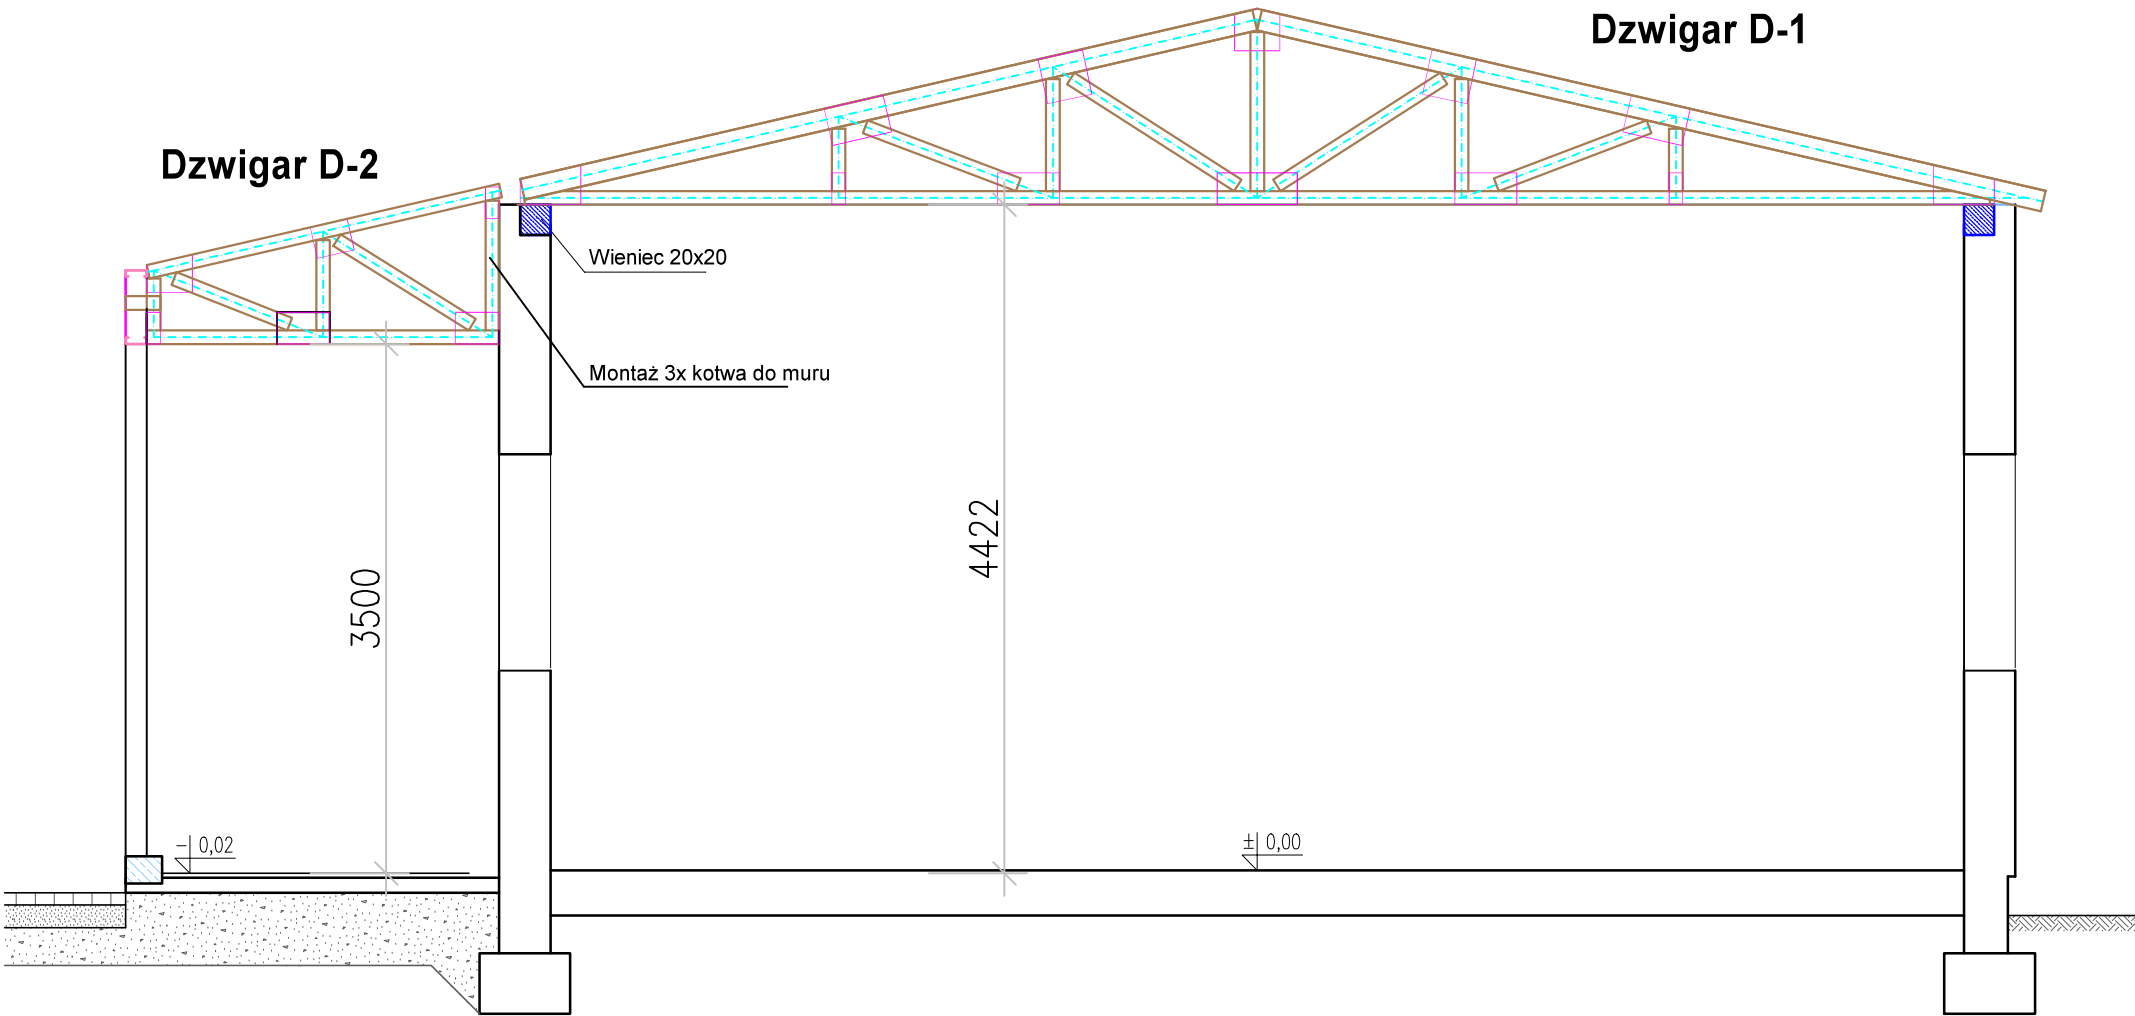 Dzwigar D-1
Dzwigar D-2
Wieniec 20x20
Montaż 3x kotwa do muru
4422
3500
- 0,02
± 0,00